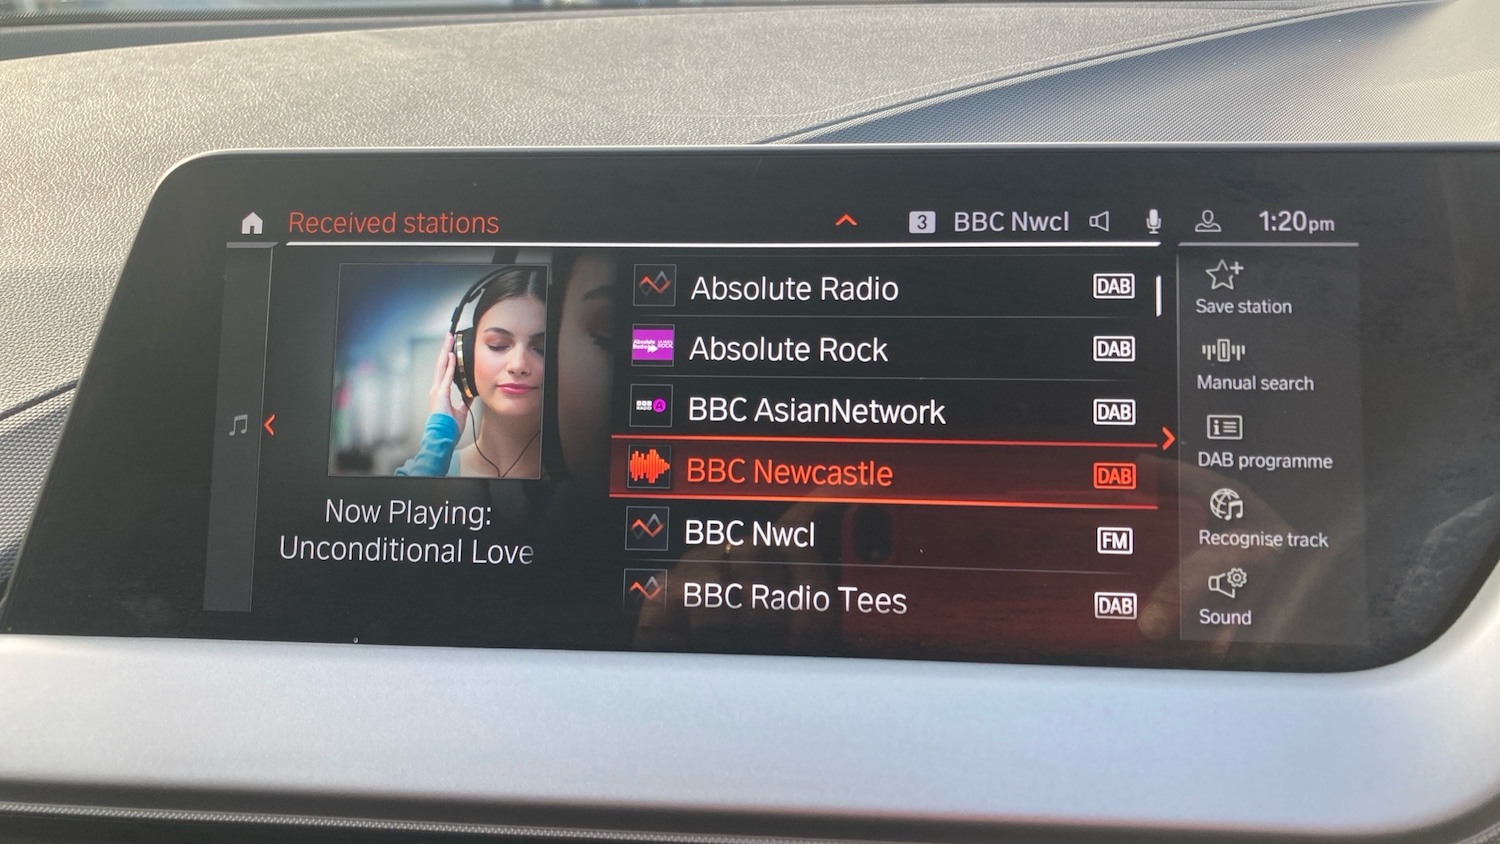 Received stations
3 BBC Nwcl
1:20pm
Absolute Radio DAB
Absolute Rock DAB
BBC AsianNetwork DAB
BBC Newcastle DAB
BBC Nwcl FM
BBC Radio Tees DAB
Now Playing:
Unconditional Love
Save station
Manual search
DAB programme
Recognise track
Sound